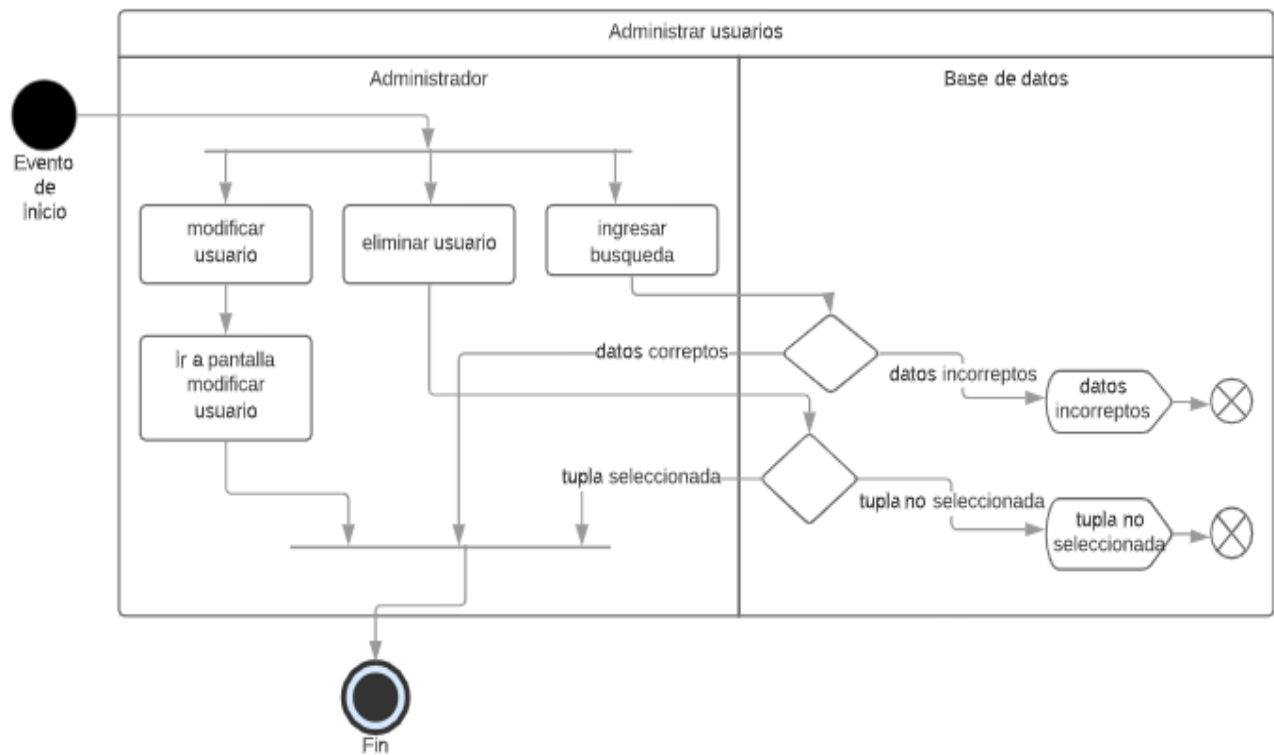 Administrar usuarios
Administrador
Base de datos
Evento
de
inicio
modificar
usuario
eliminar usuario
ingresar
busqueda
ir a pantalla
modificar
usuario
datos correptos
datos incorreptos
datos
incorreptos
tupla seleccionada
tupla no seleccionada
tupla no
seleccionada
Fin